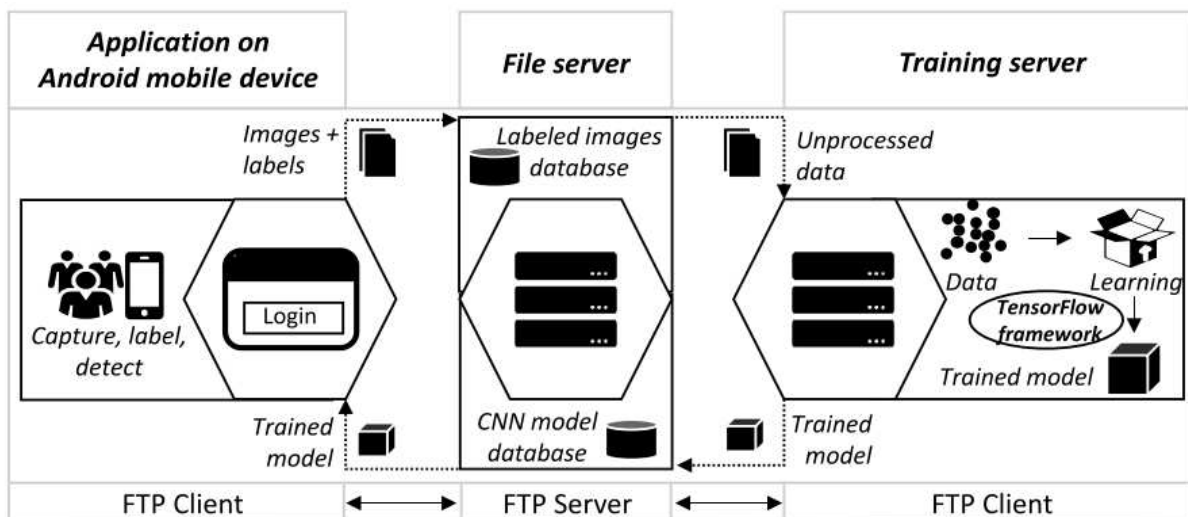 Application on
Android mobile device
File server
Training server
Images +
labels
Labeled images
database
Unprocessed
data
Login
Capture, label,
detect
Data
Learning
TensorFlow
framework
Trained model
Trained
model
CNN model
database
Trained
model
FTP Client
FTP Server
FTP Client